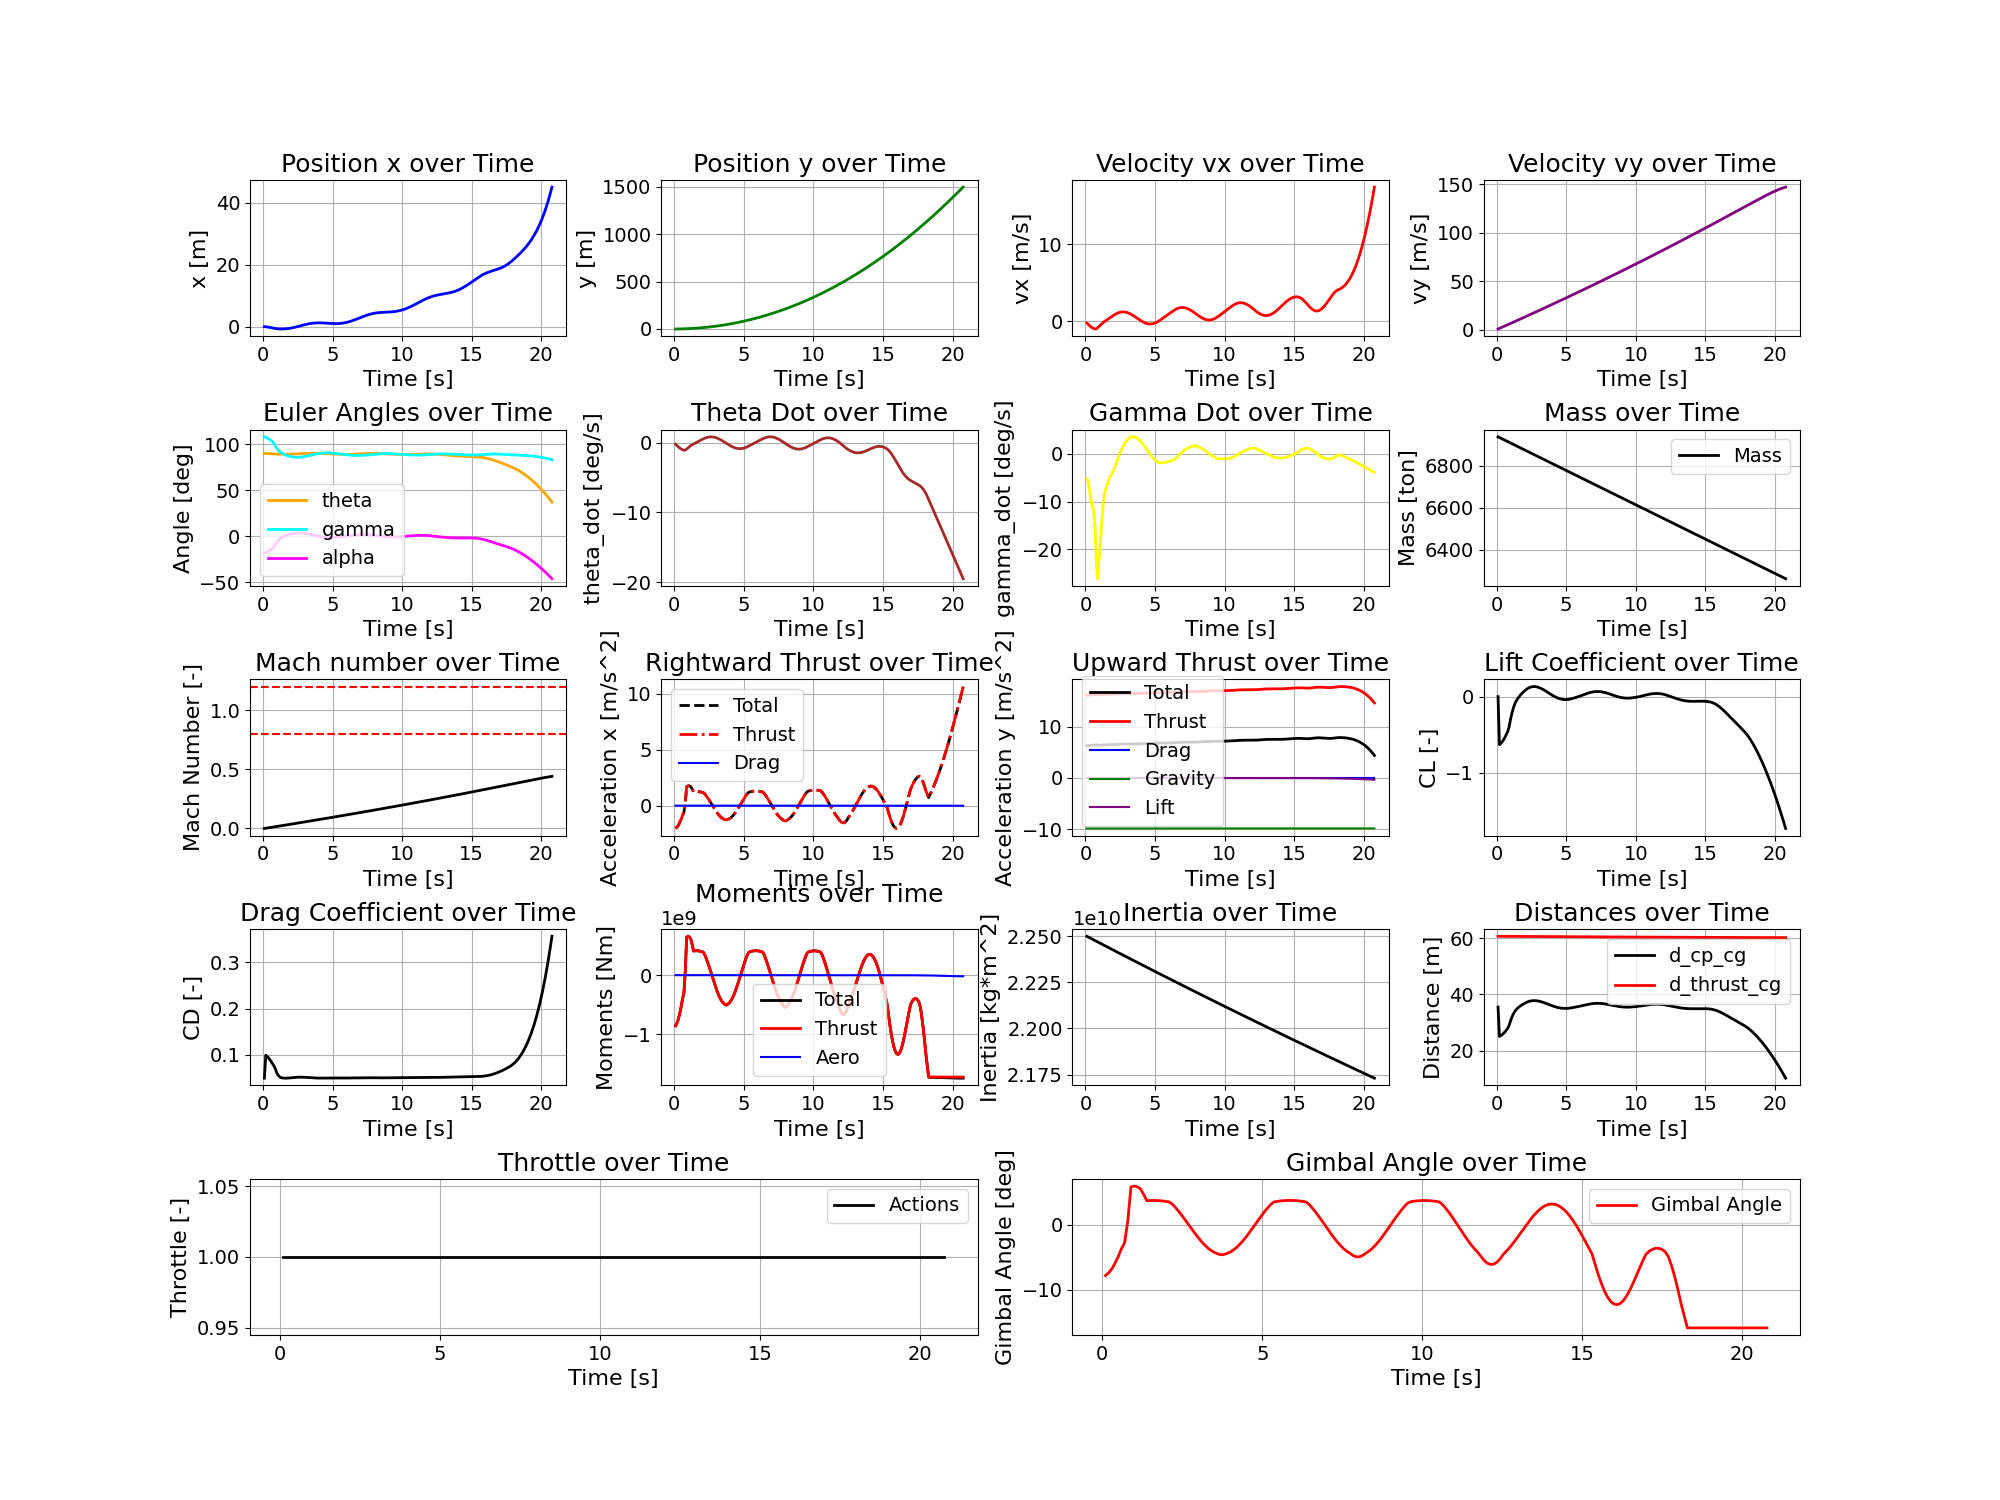 Position x over Time
x [m]
40
20
0
0 5 10 15 20
Time [s]
Position y over Time
y [m]
1500
1000
500
0
0 5 10 15 20
Time [s]
Velocity vx over Time
vx [m/s]
10
0
0 5 10 15 20
Time [s]
Velocity vy over Time
vy [m/s]
150
100
50
0
0 5 10 15 20
Time [s]
Euler Angles over Time
Angle [deg]
100
50
0
−50
theta
gamma
alpha
0 5 10 15 20
Time [s]
Theta Dot over Time
theta_dot [deg/s]
0
−10
−20
0 5 10 15 20
Time [s]
Gamma Dot over Time
gamma_dot [deg/s]
0
−10
−20
0 5 10 15 20
Time [s]
Mass over Time
Mass [ton]
6800
6600
6400
Mass
0 5 10 15 20
Time [s]
Mach number over Time
Mach Number [-]
1.0
0.5
0.0
0 5 10 15 20
Time [s]
Rightward Thrust over Time
Acceleration x [m/s^2]
10
5
0
Total
Thrust
Drag
0 5 10 15 20
Time [s]
Upward Thrust over Time
Acceleration y [m/s^2]
10
0
−10
Total
Thrust
Drag
Gravity
Lift
0 5 10 15 20
Time [s]
Lift Coefficient over Time
CL [-]
0
−1
0 5 10 15 20
Time [s]
Drag Coefficient over Time
CD [-]
0.3
0.2
0.1
0 5 10 15 20
Time [s]
Moments over Time
1e9
Moments [Nm]
0
−1
Total
Thrust
Aero
0 5 10 15 20
Time [s]
Inertia over Time
1e10
Inertia [kg*m^2]
2.250
2.225
2.200
2.175
0 5 10 15 20
Time [s]
Distances over Time
Distance [m]
60
40
20
d_cp_cg
d_thrust_cg
0 5 10 15 20
Time [s]
Throttle over Time
Throttle [-]
1.05
1.00
0.95
Actions
0 5 10 15 20
Time [s]
Gimbal Angle over Time
Gimbal Angle [deg]
0
−10
Gimbal Angle
0 5 10 15 20
Time [s]